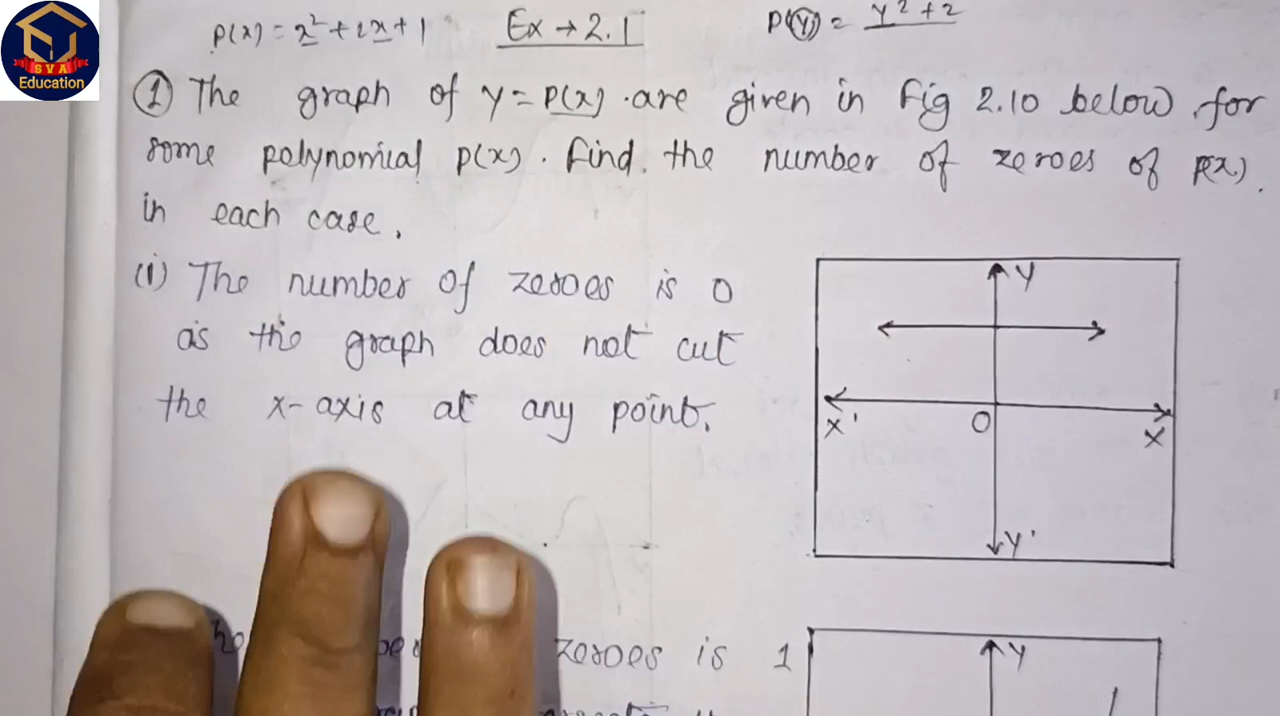 SVA
Education
P(x) = x² + 2x + 1
Ex → 2.1
P(y) = y² + 2
① The graph of y = P(x) are given in Fig 2.10 below for
some polynomial P(x). Find the number of zeroes of P(x)
in each case.
(i) The number of zeroes is 0
as the graph does not cut
the x-axis at any point.
Y
X' O X
Y'
zeroes is 1
Y